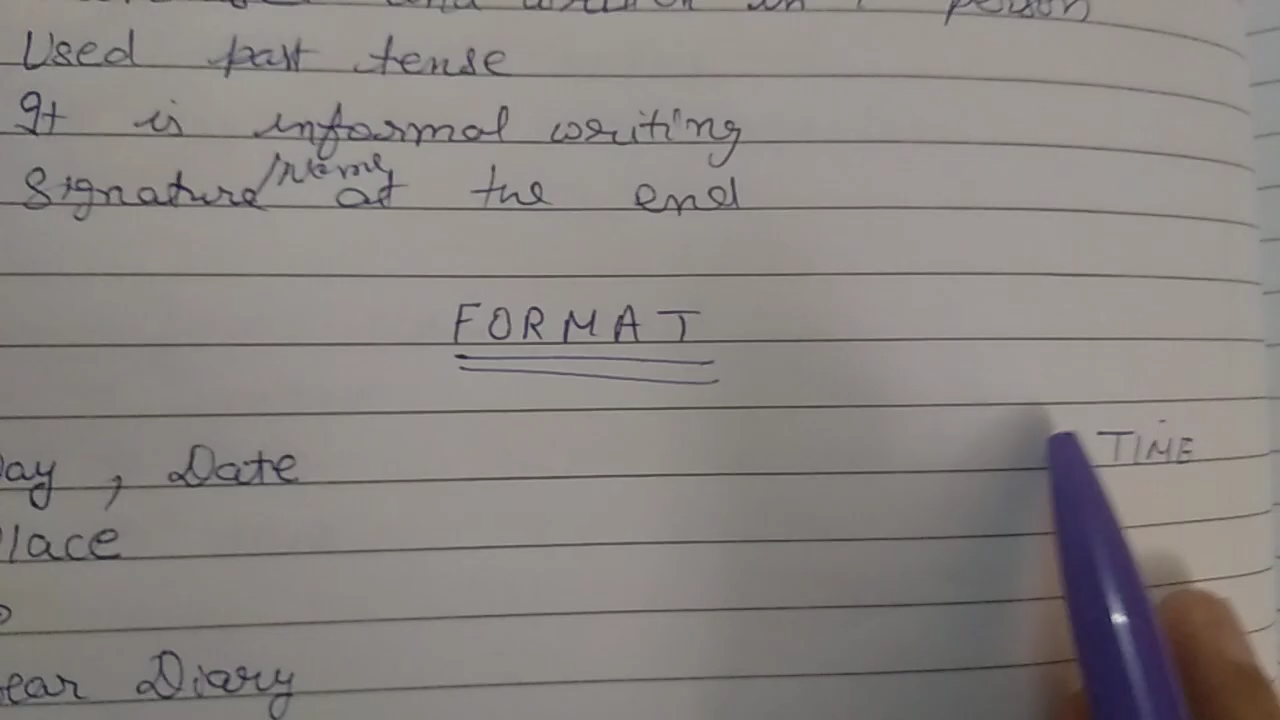 person
Used past tense
It is informal writing
Signature/Name at the end
FORMAT
ay, Date TIME
lace
ear Diary